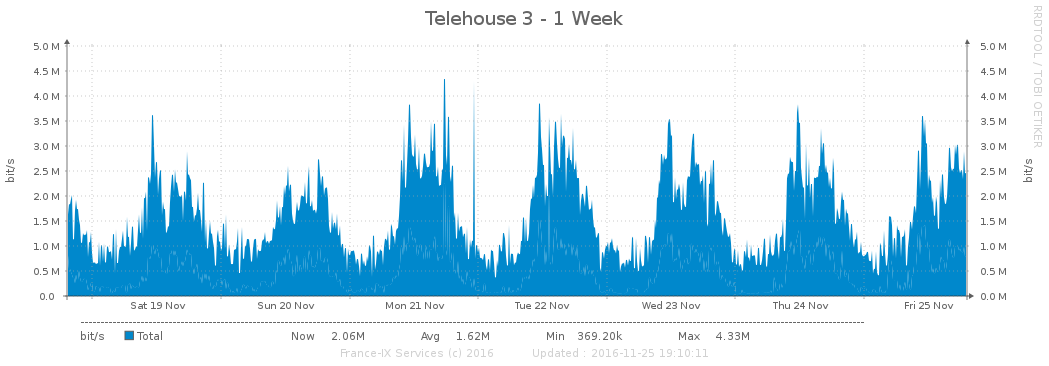 Telehouse 3 - 1 Week
RRDTOOL / TOBI OETIKER
bit/s
5.0 M 5.0 M
4.5 M 4.5 M
4.0 M 4.0 M
3.5 M 3.5 M
3.0 M 3.0 M
2.5 M 2.5 M
2.0 M 2.0 M
1.5 M 1.5 M
1.0 M 1.0 M
0.5 M 0.5 M
0.0 0.0 M
bit/s
Sat 19 Nov Sun 20 Nov Mon 21 Nov Tue 22 Nov Wed 23 Nov Thu 24 Nov Fri 25 Nov
bit/s Total Now 2.06M Avg 1.62M Min 369.20k Max 4.33M
France-IX Services (c) 2016 Updated : 2016-11-25 19:10:11